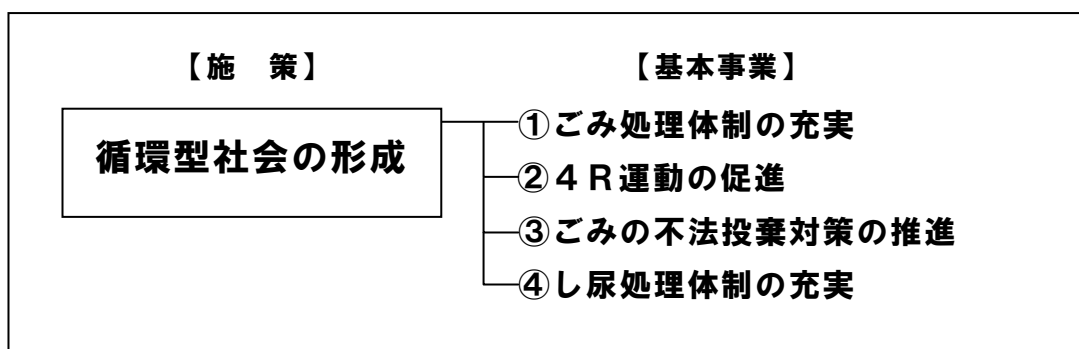 【施　策】　【基本事業】
循環型社会の形成
①ごみ処理体制の充実
②４Ｒ運動の促進
③ごみの不法投棄対策の推進
④し尿処理体制の充実